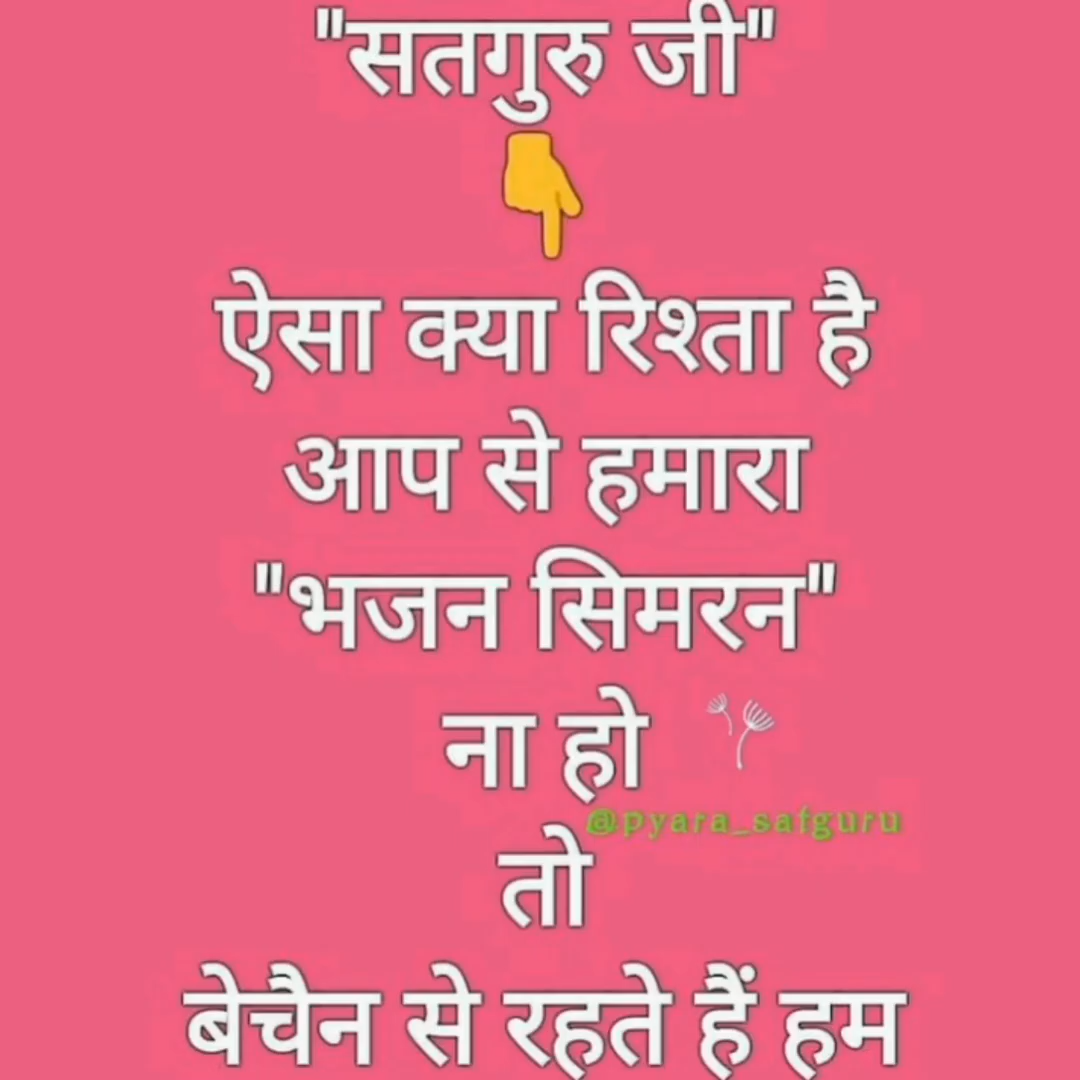 "सतगुरु जी"
👇
ऐसा क्या रिश्ता है
आप से हमारा
"भजन सिमरन"
ना हो
@pyara_satguru
तो
बेचैन से रहते हैं हम